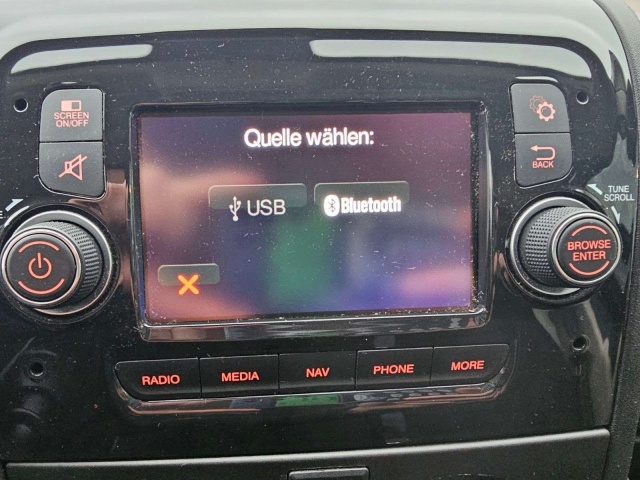 SCREEN
ON/OFF
Quelle wählen:
USB
Bluetooth
BACK
TUNE
SCROLL
BROWSE
ENTER
RADIO
MEDIA
NAV
PHONE
MORE